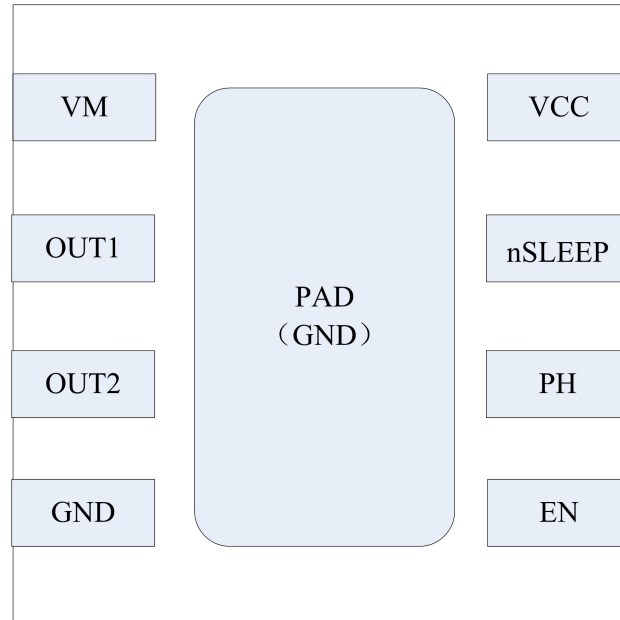 VM
VCC
OUT1
nSLEEP
PAD
（GND）
OUT2
PH
GND
EN